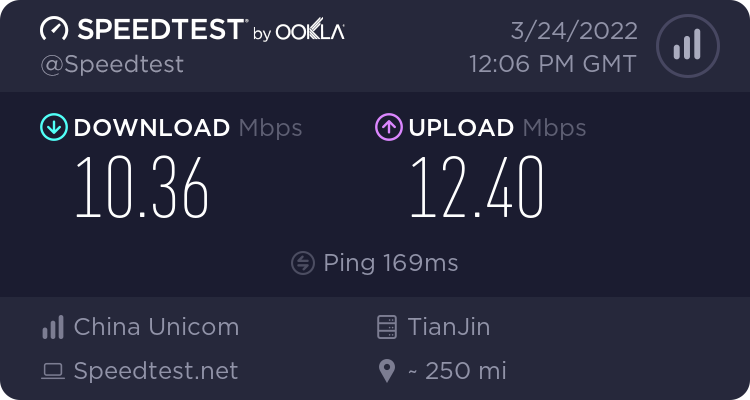 SPEEDTEST® by OOKLA®
3/24/2022
@Speedtest
12:06 PM GMT
DOWNLOAD Mbps
UPLOAD Mbps
10.36
12.40
Ping 169ms
China Unicom
TianJin
Speedtest.net
~ 250 mi